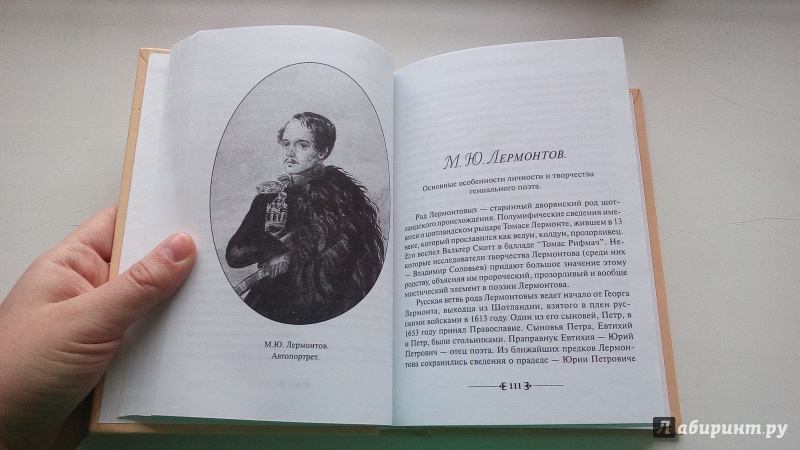 М.Ю. Лермонтов.
Автопортрет.
М. Ю. Лермонтов.
Основные особенности личности и творчества
гениального поэта.
Род Лермонтовых — старинный дворянский род шот-
ландского происхождения. Полумифические сведения име-
ются о шотландском рыцаре Томасе Лермонте, жившем в 13
веке, который прославился как ведун, колдун, прозорливец.
Его воспел Вальтер Скотт в балладе "Томас Рифмач". Не-
которые исследователи творчества Лермонтова (среди них
— Владимир Соловьев) придают большое значение этому
родству, объясняя им пророческий, прозорливый и вообще
мистический элемент в поэзии Лермонтова.
Русская ветвь рода Лермонтовых ведет начало от Георга
Лермонта, выходца из Шотландии, взятого в плен рус-
скими войсками в 1613 году. Один из его сыновей, Петр, в
1653 году принял Православие. Сыновья Петра, Евтихий
и Петр, были стольниками. Праправнук Евтихия — Юрий
Петрович — отец поэта. Из ближайших предков Лермон-
това сохранились сведения о прадеде — Юрии Петровиче
111
Лабиринт.ру